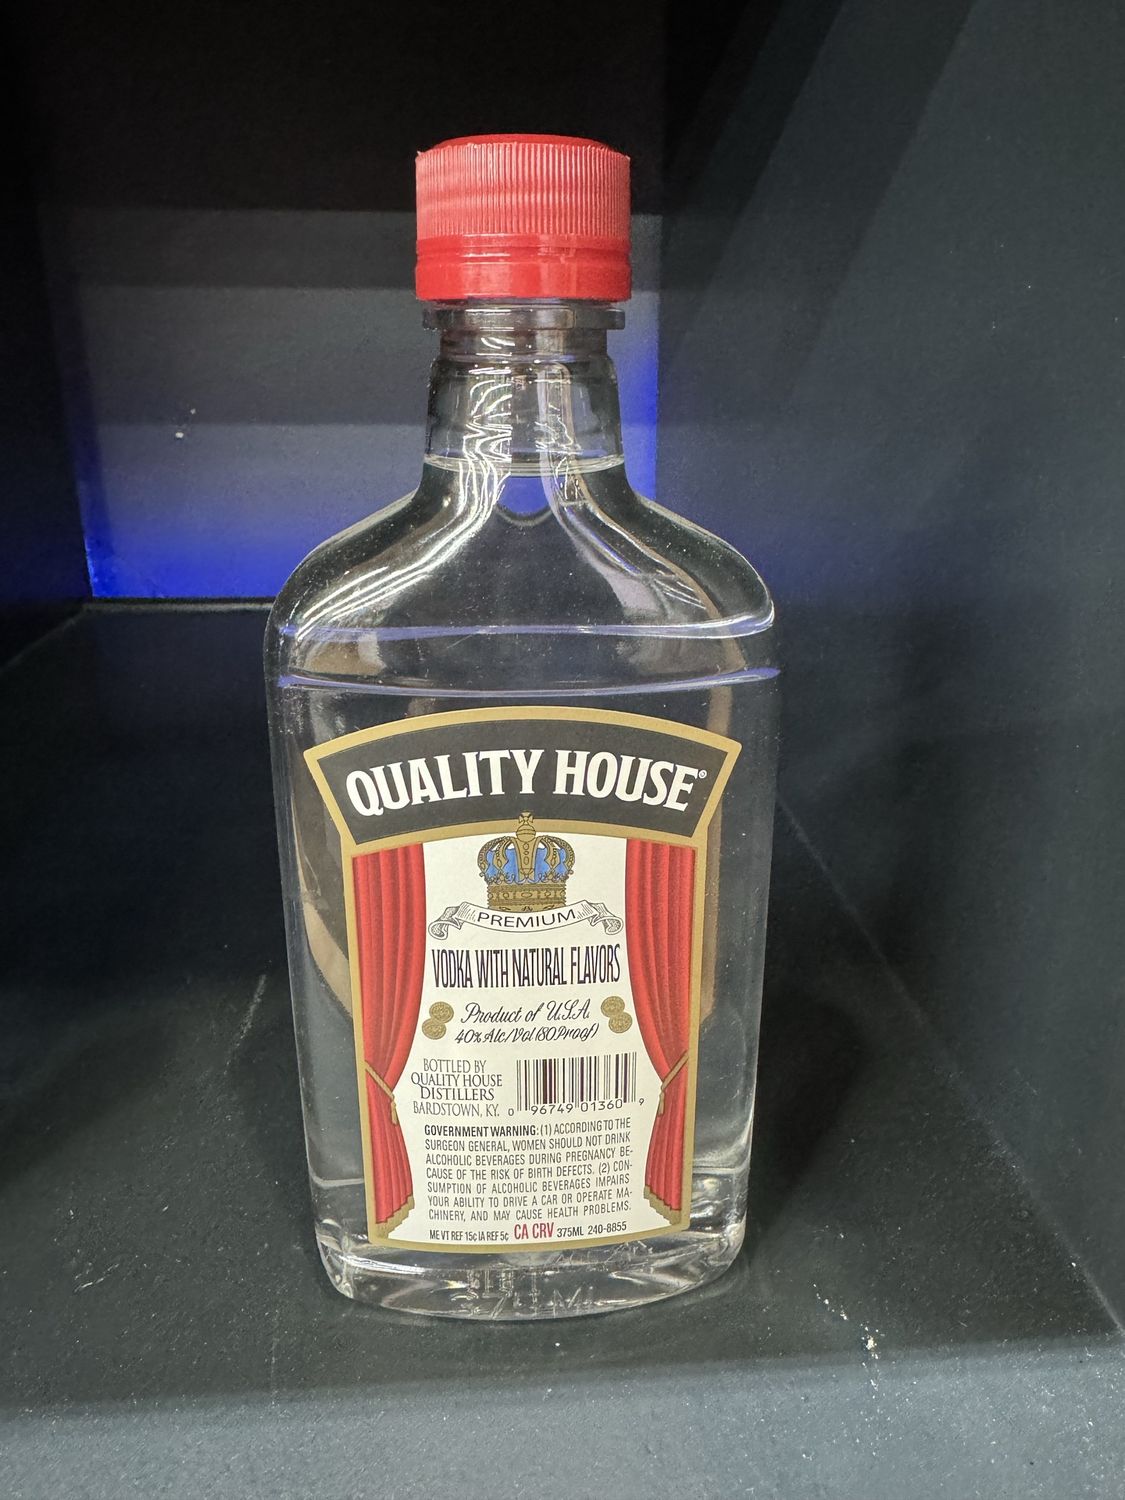 QUALITY HOUSE®
PREMIUM
VODKA WITH NATURAL FLAVORS
Product of U.S.A.
40% Alc/Vol (80 Proof)
BOTTLED BY
QUALITY HOUSE
DISTILLERS
BARDSTOWN, KY.
0 96749 01360 9
GOVERNMENT WARNING: (1) ACCORDING TO THE
SURGEON GENERAL, WOMEN SHOULD NOT DRINK
ALCOHOLIC BEVERAGES DURING PREGNANCY BE-
CAUSE OF THE RISK OF BIRTH DEFECTS. (2) CON-
SUMPTION OF ALCOHOLIC BEVERAGES IMPAIRS
YOUR ABILITY TO DRIVE A CAR OR OPERATE MA-
CHINERY, AND MAY CAUSE HEALTH PROBLEMS.
ME VT REF 15¢ IA REF 5¢ CA CRV 375ML 240-8855